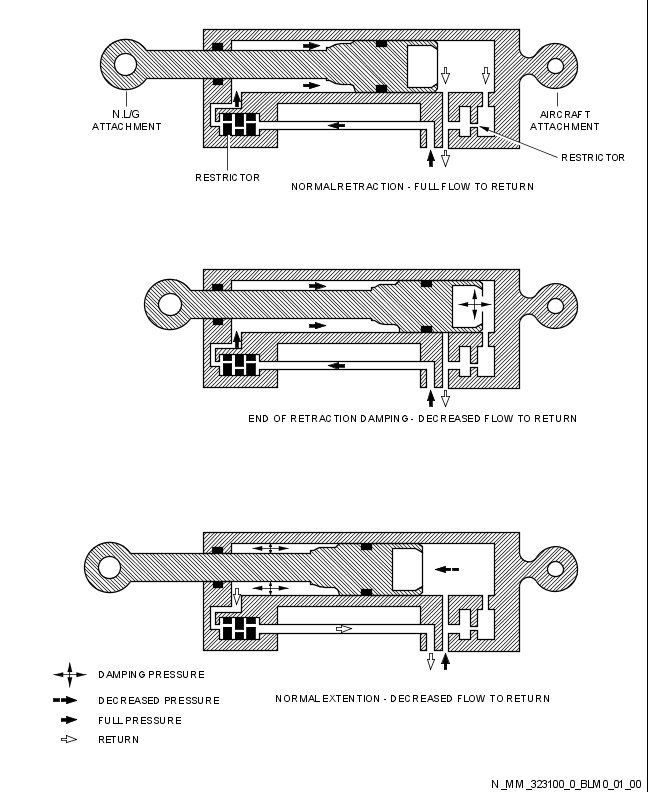 N.L/G
ATTACHMENT
AIRCRAFT
ATTACHMENT
RESTRICTOR
RESTRICTOR
NORMAL RETRACTION - FULL FLOW TO RETURN
END OF RETRACTION DAMPING - DECREASED FLOW TO RETURN
DAMPING PRESSURE
DECREASED PRESSURE
NORMAL EXTENTION - DECREASED FLOW TO RETURN
FULL PRESSURE
RETURN
N_MM_323100_0_BLM0_01_00